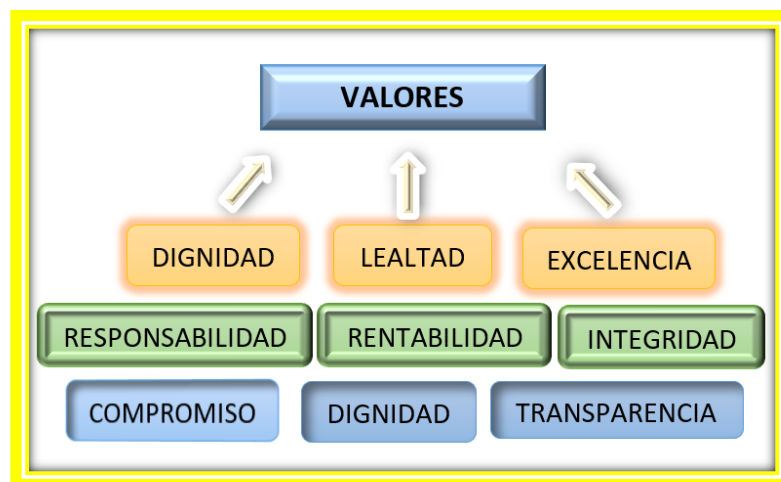 VALORES
DIGNIDAD LEALTAD EXCELENCIA
RESPONSABILIDAD RENTABILIDAD INTEGRIDAD
COMPROMISO DIGNIDAD TRANSPARENCIA